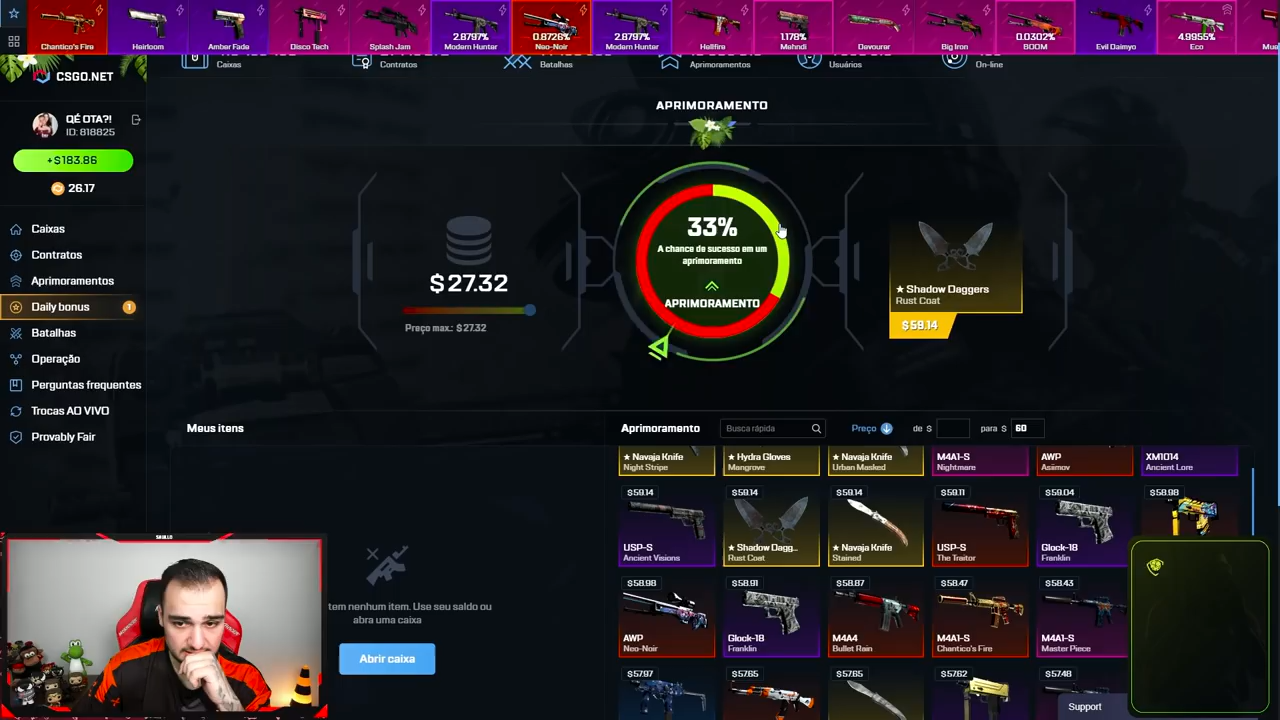 Chantico's Fire
Heirloom
Amber Fade
Disco Tech
Splash Jam
2.8797%
Modern Hunter
0.8726%
Neo-Noir
2.8797%
Modern Hunter
Hellfire
1.178%
Mehndi
Devourer
Big Iron
0.0302%
BOOM
Evil Daimyo
4.9955%
Eco
CSGO.NET
Caixas
Contratos
Batalhas
Aprimoramentos
Usuários
On-line
QÉ OTA?!
ID: 818825
+$183.86
26.17
Caixas
Contratos
Aprimoramentos
Daily bonus
1
Batalhas
Operação
Perguntas frequentes
Trocas AO VIVO
Provably Fair
APRIMORAMENTO
$27.32
Preço max.: $27.32
33%
A chance de sucesso em um
aprimoramento
APRIMORAMENTO
★ Shadow Daggers
Rust Coat
$59.14
Meus itens
tem nenhum item. Use seu saldo ou
abra uma caixa
Abrir caixa
Aprimoramento
Busca rápida
Preço
de $
para $
60
★ Navaja Knife
Night Stripe
★ Hydra Gloves
Mangrove
★ Navaja Knife
Urban Masked
M4A1-S
Nightmare
AWP
Asiimov
XM1014
Ancient Lore
$59.14
USP-S
Ancient Visions
$59.14
★ Shadow Dagg...
Rust Coat
$59.14
★ Navaja Knife
Stained
$59.11
USP-S
The Traitor
$59.04
Glock-18
Franklin
$58.98
$58.98
AWP
Neo-Noir
$58.91
Glock-18
Franklin
$58.87
M4A4
Bullet Rain
$58.47
M4A1-S
Chantico's Fire
$58.43
M4A1-S
Master Piece
$57.97
$57.65
$57.65
$57.62
$57.48
Support